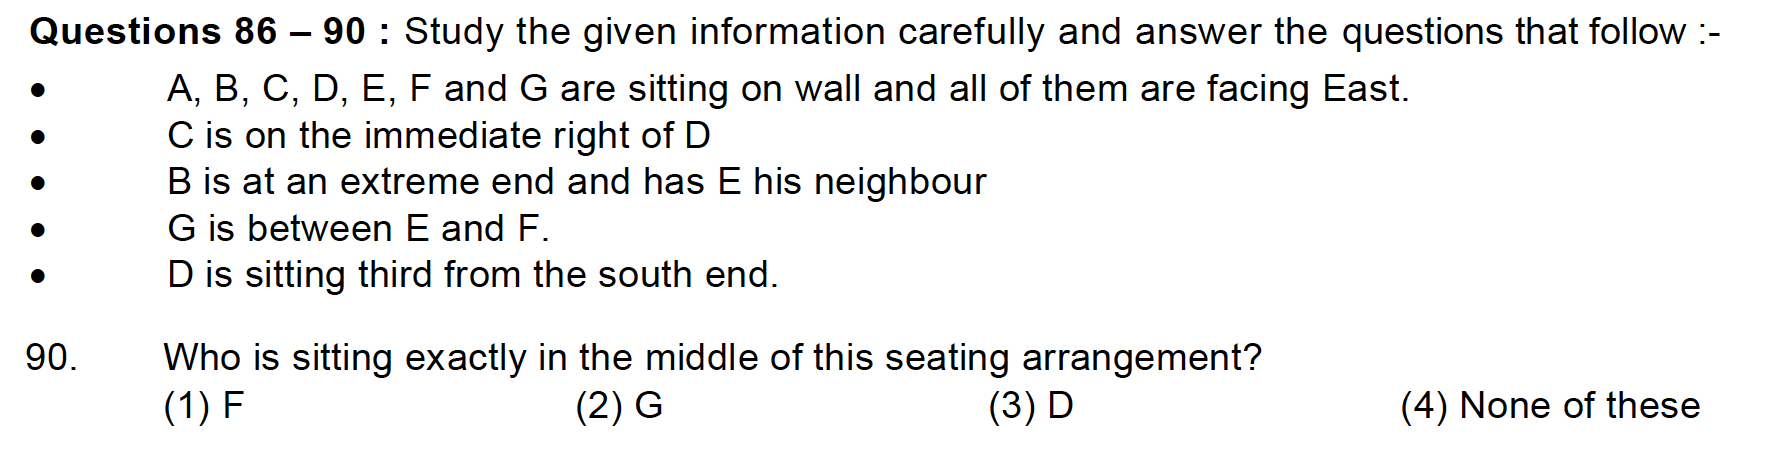 Questions 86 – 90 : Study the given information carefully and answer the questions that follow :-
• A, B, C, D, E, F and G are sitting on wall and all of them are facing East.
• C is on the immediate right of D
• B is at an extreme end and has E his neighbour
• G is between E and F.
• D is sitting third from the south end.
90. Who is sitting exactly in the middle of this seating arrangement?
(1) F (2) G (3) D (4) None of these